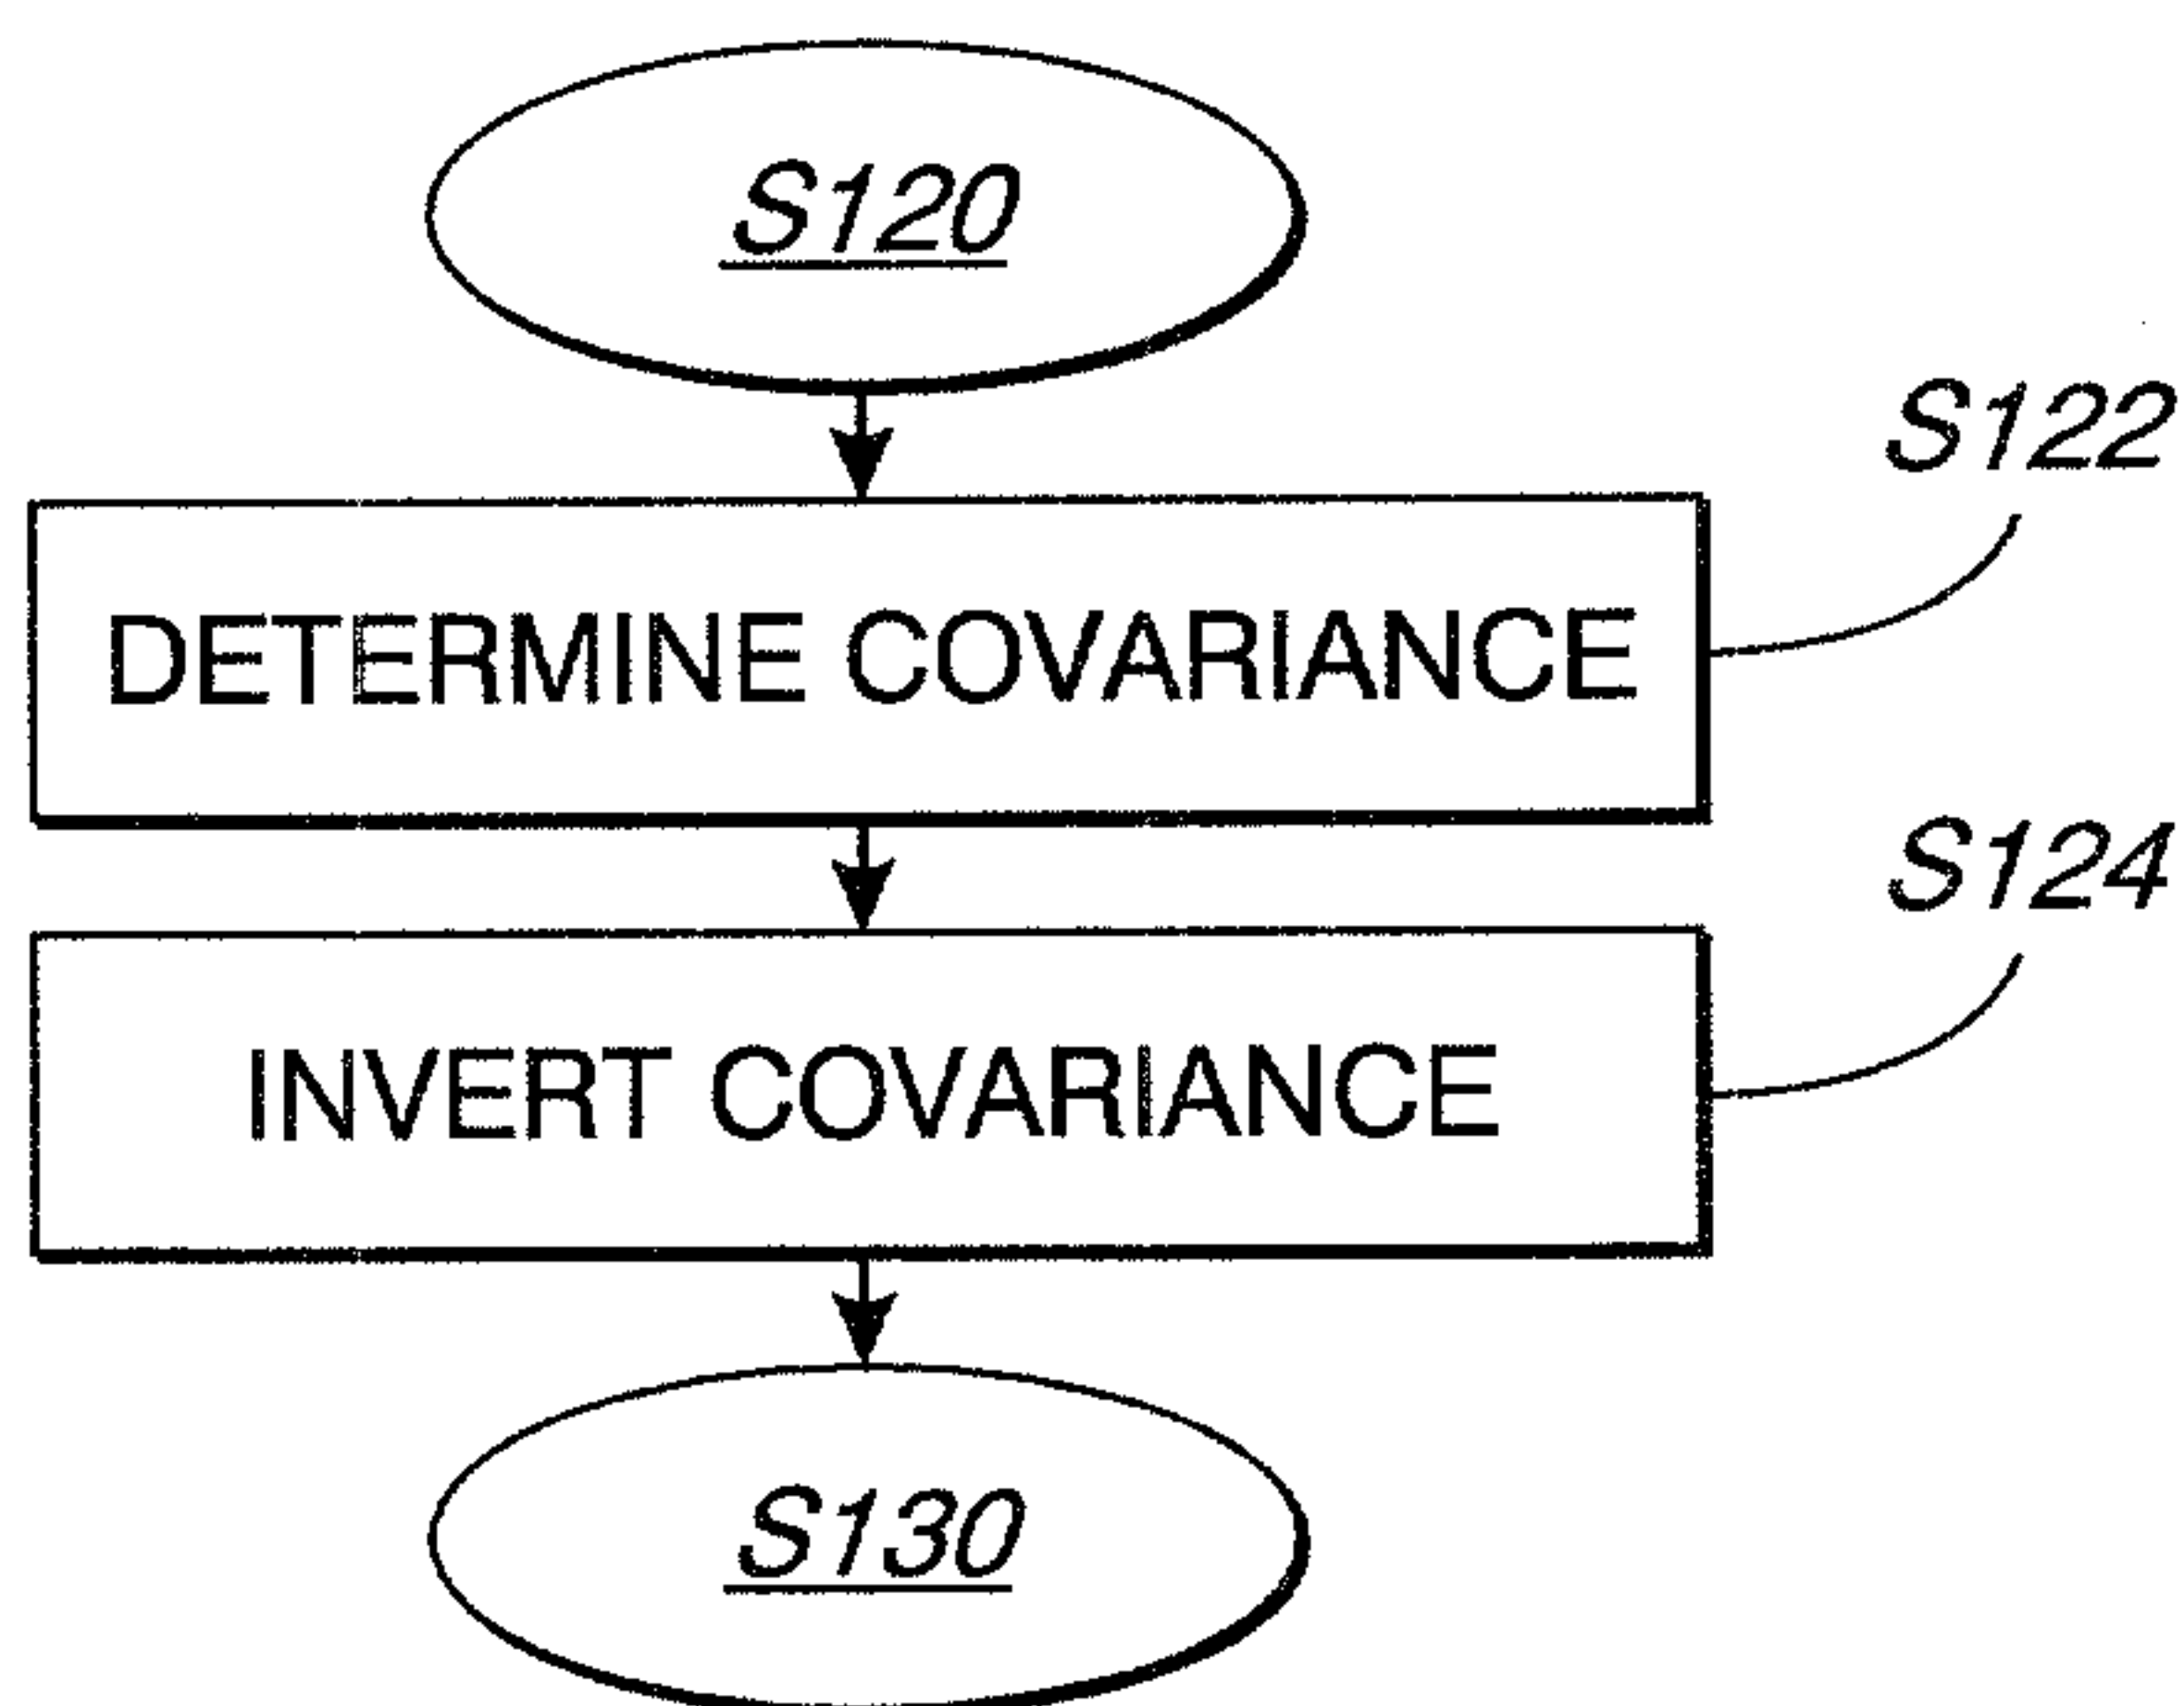 S120
S122
DETERMINE COVARIANCE
S124
INVERT COVARIANCE
S130